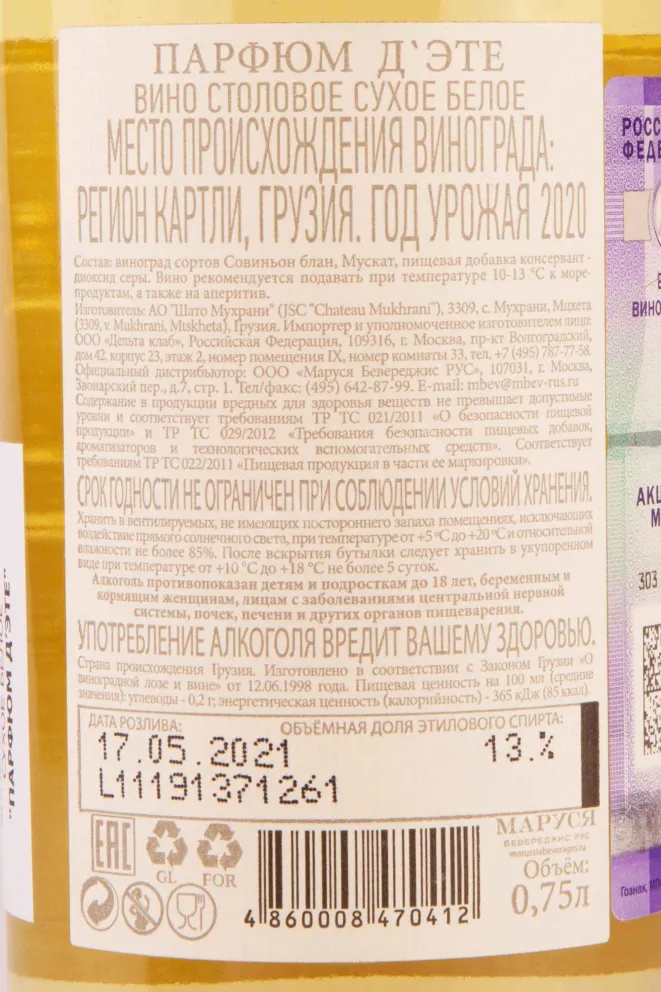 ПАРФЮМ Д`ЭТЕ
ВИНО СТОЛОВОЕ СУХОЕ БЕЛОЕ
МЕСТО ПРОИСХОЖДЕНИЯ ВИНОГРАДА:
РЕГИОН КАРТЛИ, ГРУЗИЯ. ГОД УРОЖАЯ 2020
Состав: виноград сортов Совиньон блан, Мускат, пищевая добавка консервант -
диоксид серы. Вино рекомендуется подавать при температуре 10-13 °С к море-
продуктам, а также на аперитив.
Изготовитель: АО "Шато Мухрани" (JSC "Chateau Mukhrani"), 3309, с. Мухрани, Мцхета
(3309, v. Mukhrani, Mtskheta), Грузия. Импортер и уполномоченное изготовителем лицо:
ООО «Дельта клаб», Российская Федерация, 109316, г. Москва, пр-кт Волгоградский,
дом 42, корпус 23, этаж 2, номер помещения IX, номер комнаты 33, тел. +7 (495) 787-77-58.
Официальный дистрибьютор: ООО «Маруся Бевереджис РУС», 107031, г. Москва,
Звонарский пер., д.7, стр. 1. Тел/факс: (495) 642-87-99. E-mail: mbev@mbev-rus.ru
Содержание в продукции вредных для здоровья веществ не превышает допустимые
уровни и соответствует требованиям ТР ТС 021/2011 «О безопасности пищевой
продукции» и ТР ТС 029/2012 «Требования безопасности пищевых добавок,
ароматизаторов и технологических вспомогательных средств». Соответствует
требованиям ТР ТС 022/2011 «Пищевая продукция в части ее маркировки».
СРОК ГОДНОСТИ НЕ ОГРАНИЧЕН ПРИ СОБЛЮДЕНИИ УСЛОВИЙ ХРАНЕНИЯ.
Хранить в вентилируемых, не имеющих постороннего запаха помещениях, исключающих
воздействие прямого солнечного света, при температуре от +5 °С до +20 °С и относительной
влажности не более 85%. После вскрытия бутылки следует хранить в укупоренном
виде при температуре от +10 °С до +18 °С не более 5 суток.
Алкоголь противопоказан детям и подросткам до 18 лет, беременным и
кормящим женщинам, лицам с заболеваниями центральной нервной
системы, почек, печени и других органов пищеварения.
УПОТРЕБЛЕНИЕ АЛКОГОЛЯ ВРЕДИТ ВАШЕМУ ЗДОРОВЬЮ.
Страна происхождения Грузия. Изготовлено в соответствии с Законом Грузии «О
виноградной лозе и вине» от 12.06.1998 года. Пищевая ценность на 100 мл (средние
значения): углеводы - 0,2 г; энергетическая ценность (калорийность) - 365 кДж (85 ккал).
ДАТА РОЗЛИВА:
ОБЪЁМНАЯ ДОЛЯ ЭТИЛОВОГО СПИРТА:
17.05.2021
13.%
L11191371261
EAC
GL
FOR
4 860008 470412
МАРУСЯ
БЕВЕРЕДЖИС РУС
marussiabeverages.ru
Объём:
0,75л
"ПАРФЮМ Д'ЭТЕ"
РОСС
ФЕДЕ
ВИНО
АКЦ
М
303
Гознак, МП